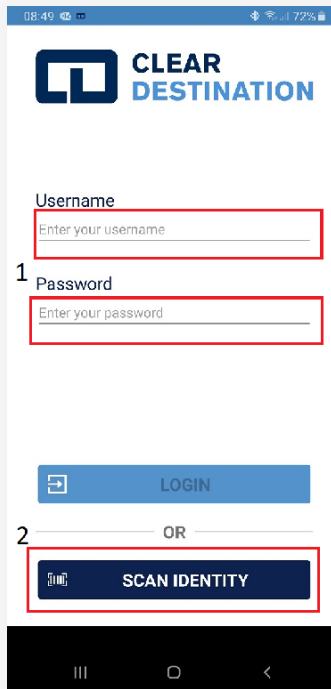 08:49 72%
CLEAR
DESTINATION
Username
Enter your username
1
Password
Enter your password
LOGIN
2
OR
SCAN IDENTITY